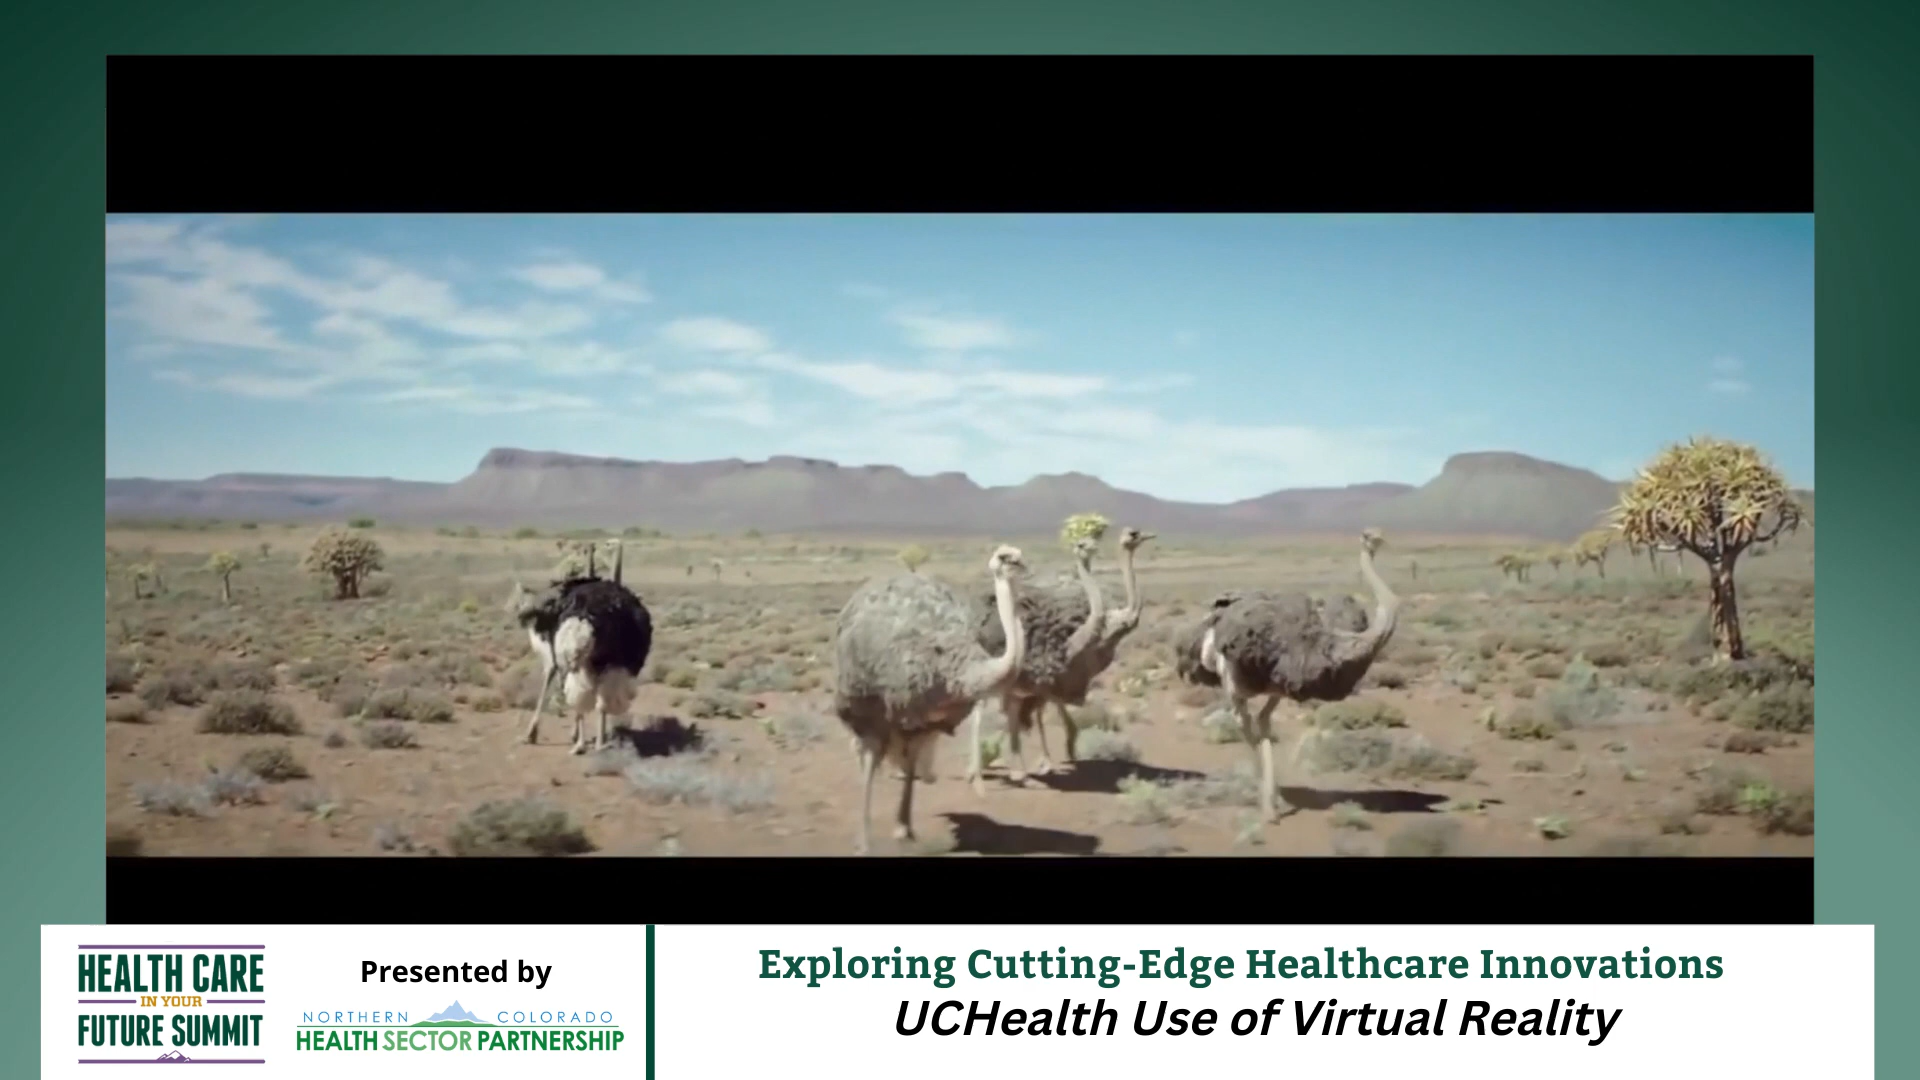 HEALTH CARE
IN YOUR
FUTURE SUMMIT
Presented by
NORTHERN COLORADO
HEALTH SECTOR PARTNERSHIP
Exploring Cutting-Edge Healthcare Innovations
UCHealth Use of Virtual Reality